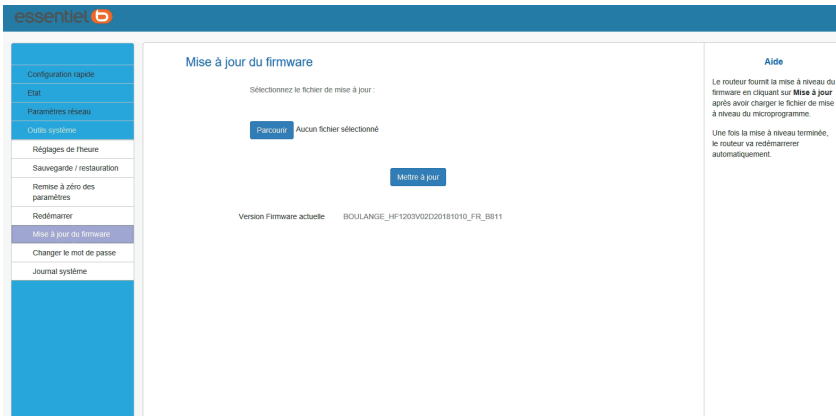 essentiel b
Configuration rapide
Etat
Paramètres réseau
Outils système
Réglages de l'heure
Sauvegarde / restauration
Remise à zéro des
paramètres
Redémarrer
Mise à jour du firmware
Changer le mot de passe
Journal système
Mise à jour du firmware
Sélectionnez le fichier de mise à jour :
Parcourir Aucun fichier sélectionné
Mettre à jour
Version Firmware actuelle BOULANGE_HF1203V02D20181010_FR_B811
Aide
Le routeur fournit la mise à niveau du
firmware en cliquant sur Mise à jour
après avoir charger le fichier de mise
à niveau du microprogramme.
Une fois la mise à niveau terminée,
le routeur va redémarrerer
automatiquement.